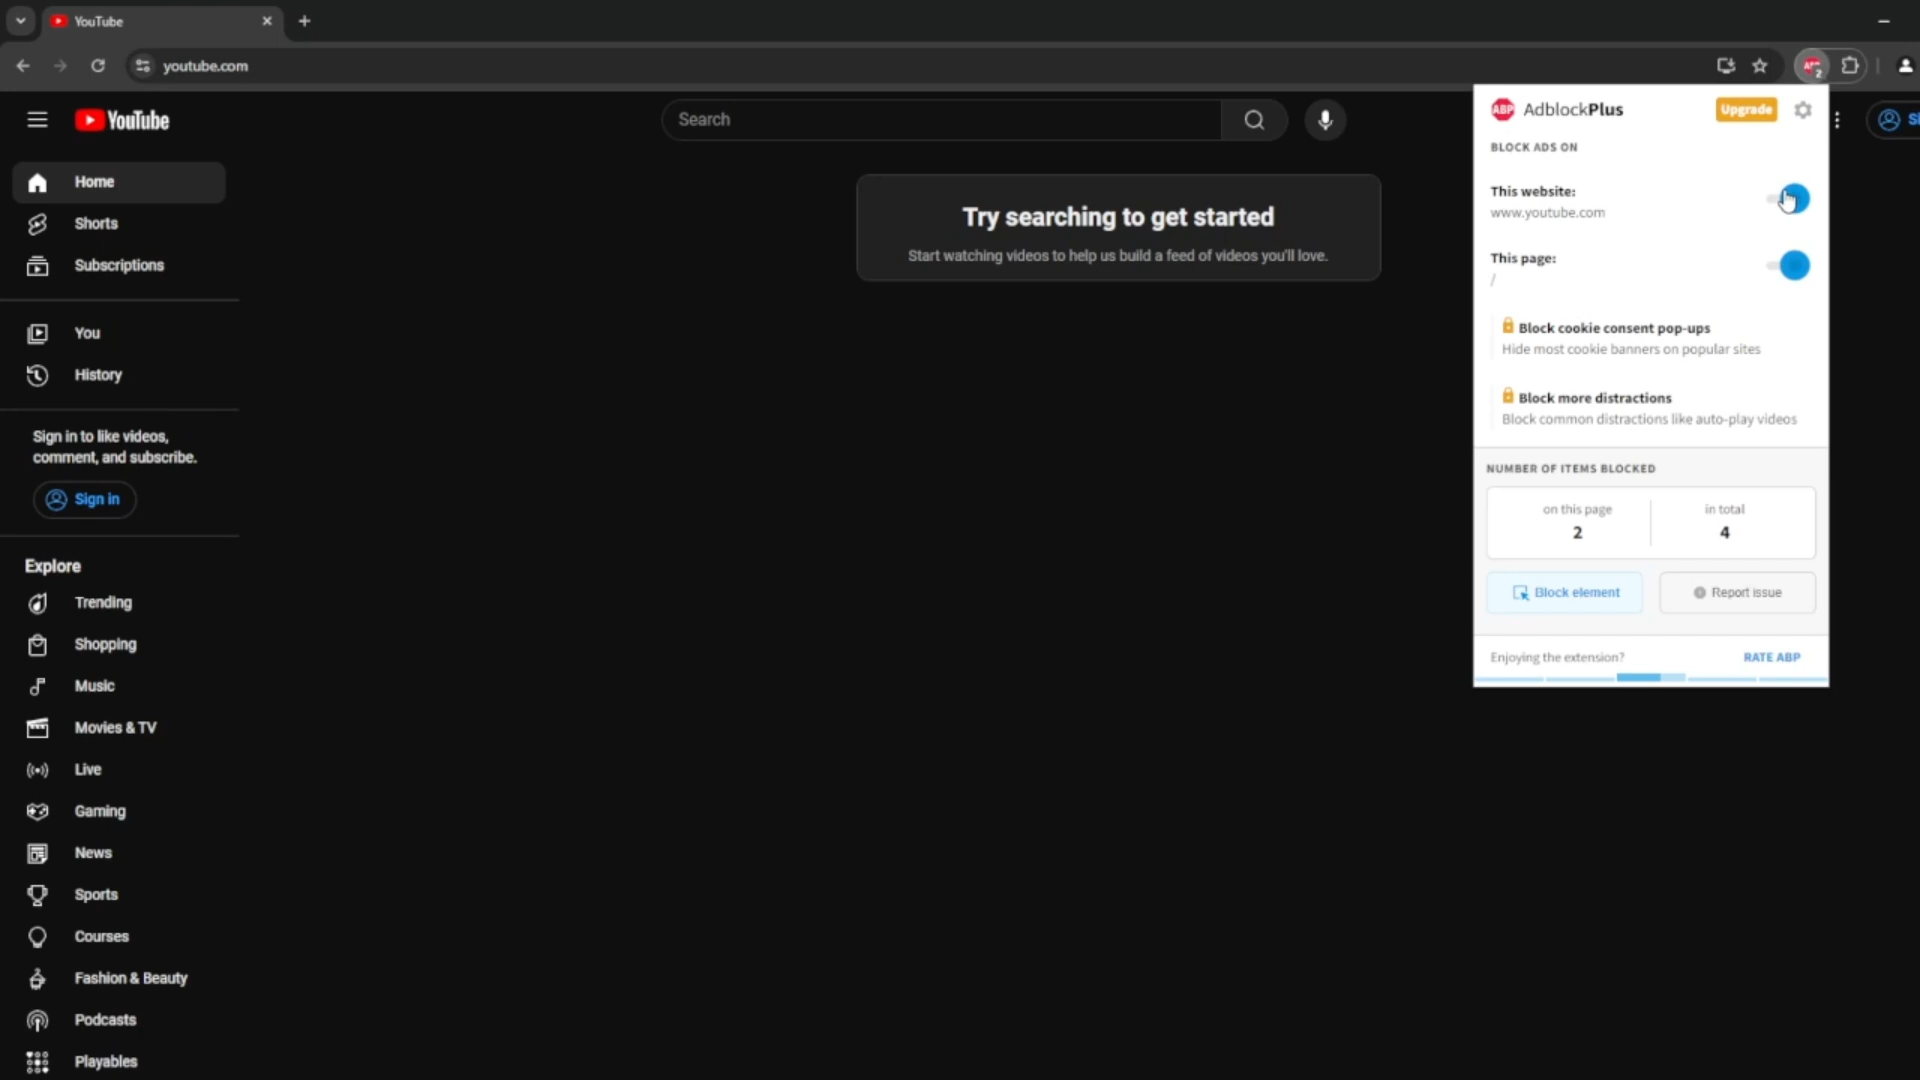 YouTube
youtube.com
2
YouTube
Search
Home
Shorts
Subscriptions
You
History
Sign in to like videos,
comment, and subscribe.
Sign in
Explore
Trending
Shopping
Music
Movies & TV
Live
Gaming
News
Sports
Courses
Fashion & Beauty
Podcasts
Playables
Try searching to get started
Start watching videos to help us build a feed of videos you'll love.
ABP AdblockPlus
Upgrade
BLOCK ADS ON
This website:
www.youtube.com
This page:
/
Block cookie consent pop-ups
Hide most cookie banners on popular sites
Block more distractions
Block common distractions like auto-play videos
NUMBER OF ITEMS BLOCKED
on this page
2
in total
4
Block element
Report issue
Enjoying the extension?
RATE ABP